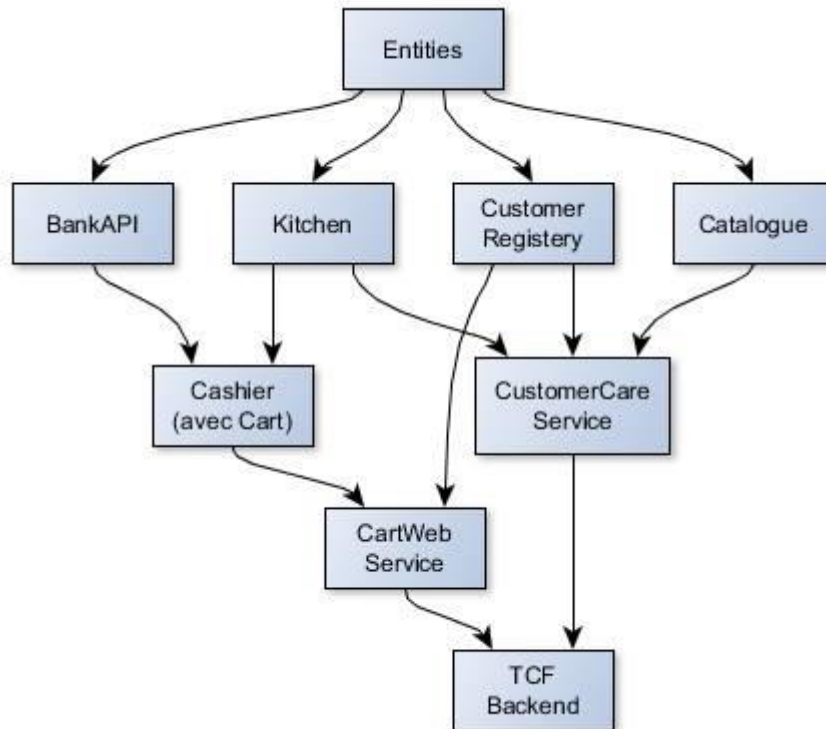 Entities
BankAPI
Kitchen
Customer
Registery
Catalogue
Cashier
(avec Cart)
CustomerCare
Service
CartWeb
Service
TCF
Backend